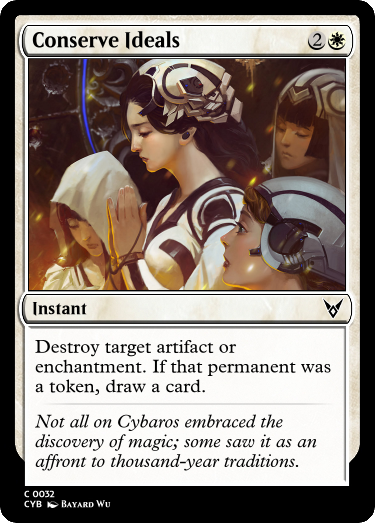 Conserve Ideals 2
Instant
Destroy target artifact or
enchantment. If that permanent was
a token, draw a card.
Not all on Cybaros embraced the
discovery of magic; some saw it as an
affront to thousand-year traditions.
C 0032
CYB Bayard Wu